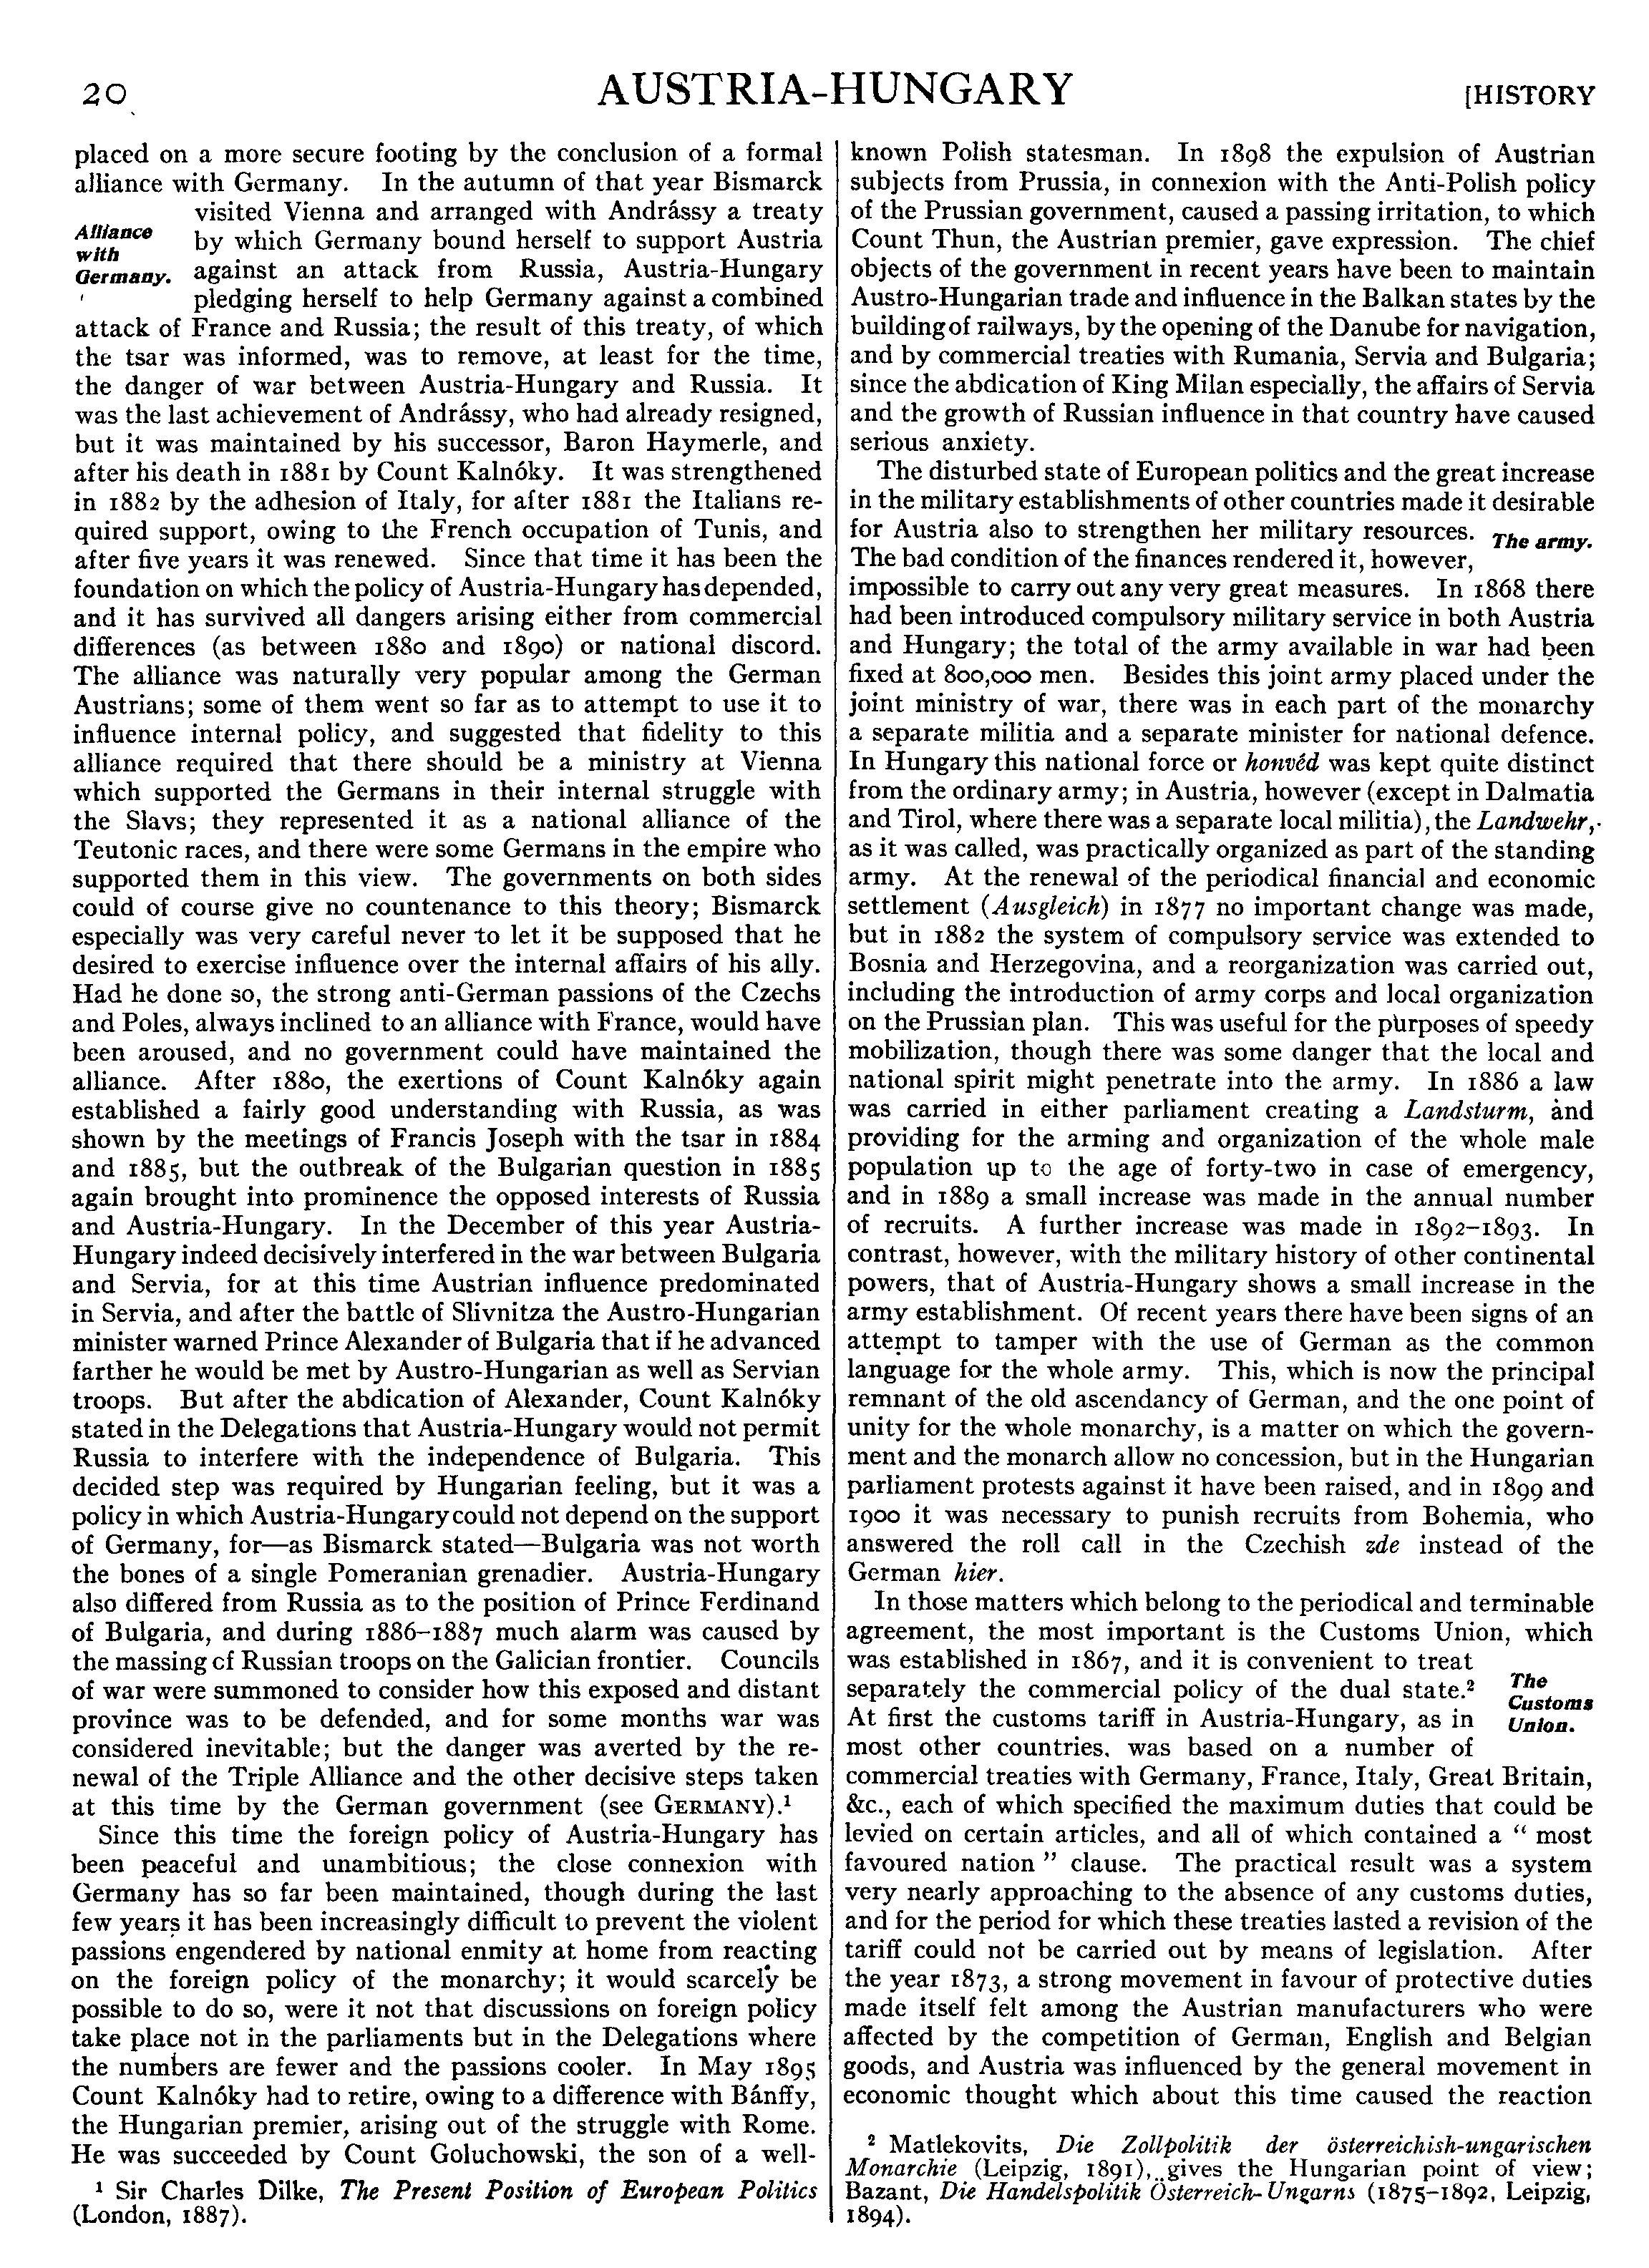 20
AUSTRIA-HUNGARY
[HISTORY
placed on a more secure footing by the conclusion of a formal
alliance with Germany. In the autumn of that year Bismarck
Alliance
with
Germany.
visited Vienna and arranged with Andrássy a treaty
by which Germany bound herself to support Austria
against an attack from Russia, Austria-Hungary
pledging herself to help Germany against a combined
attack of France and Russia; the result of this treaty, of which
the tsar was informed, was to remove, at least for the time,
the danger of war between Austria-Hungary and Russia. It
was the last achievement of Andrássy, who had already resigned,
but it was maintained by his successor, Baron Haymerle, and
after his death in 1881 by Count Kalnóky. It was strengthened
in 1882 by the adhesion of Italy, for after 1881 the Italians re-
quired support, owing to the French occupation of Tunis, and
after five years it was renewed. Since that time it has been the
foundation on which the policy of Austria-Hungary has depended,
and it has survived all dangers arising either from commercial
differences (as between 1880 and 1890) or national discord.
The alliance was naturally very popular among the German
Austrians; some of them went so far as to attempt to use it to
influence internal policy, and suggested that fidelity to this
alliance required that there should be a ministry at Vienna
which supported the Germans in their internal struggle with
the Slavs; they represented it as a national alliance of the
Teutonic races, and there were some Germans in the empire who
supported them in this view. The governments on both sides
could of course give no countenance to this theory; Bismarck
especially was very careful never to let it be supposed that he
desired to exercise influence over the internal affairs of his ally.
Had he done so, the strong anti-German passions of the Czechs
and Poles, always inclined to an alliance with France, would have
been aroused, and no government could have maintained the
alliance. After 1880, the exertions of Count Kalnóky again
established a fairly good understanding with Russia, as was
shown by the meetings of Francis Joseph with the tsar in 1884
and 1885, but the outbreak of the Bulgarian question in 1885
again brought into prominence the opposed interests of Russia
and Austria-Hungary. In the December of this year Austria-
Hungary indeed decisively interfered in the war between Bulgaria
and Servia, for at this time Austrian influence predominated
in Servia, and after the battle of Slivnitza the Austro-Hungarian
minister warned Prince Alexander of Bulgaria that if he advanced
farther he would be met by Austro-Hungarian as well as Servian
troops. But after the abdication of Alexander, Count Kalnóky
stated in the Delegations that Austria-Hungary would not permit
Russia to interfere with the independence of Bulgaria. This
decided step was required by Hungarian feeling, but it was a
policy in which Austria-Hungary could not depend on the support
of Germany, for—as Bismarck stated—Bulgaria was not worth
the bones of a single Pomeranian grenadier. Austria-Hungary
also differed from Russia as to the position of Prince Ferdinand
of Bulgaria, and during 1886–1887 much alarm was caused by
the massing of Russian troops on the Galician frontier. Councils
of war were summoned to consider how this exposed and distant
province was to be defended, and for some months war was
considered inevitable; but the danger was averted by the re-
newal of the Triple Alliance and the other decisive steps taken
at this time by the German government (see GERMANY).¹
Since this time the foreign policy of Austria-Hungary has
been peaceful and unambitious; the close connexion with
Germany has so far been maintained, though during the last
few years it has been increasingly difficult to prevent the violent
passions engendered by national enmity at home from reacting
on the foreign policy of the monarchy; it would scarcely be
possible to do so, were it not that discussions on foreign policy
take place not in the parliaments but in the Delegations where
the numbers are fewer and the passions cooler. In May 1895
Count Kalnóky had to retire, owing to a difference with Bánffy,
the Hungarian premier, arising out of the struggle with Rome.
He was succeeded by Count Goluchowski, the son of a well-
¹ Sir Charles Dilke, The Present Position of European Politics
(London, 1887).
known Polish statesman. In 1898 the expulsion of Austrian
subjects from Prussia, in connexion with the Anti-Polish policy
of the Prussian government, caused a passing irritation, to which
Count Thun, the Austrian premier, gave expression. The chief
objects of the government in recent years have been to maintain
Austro-Hungarian trade and influence in the Balkan states by the
building of railways, by the opening of the Danube for navigation,
and by commercial treaties with Rumania, Servia and Bulgaria;
since the abdication of King Milan especially, the affairs of Servia
and the growth of Russian influence in that country have caused
serious anxiety.
The disturbed state of European politics and the great increase
in the military establishments of other countries made it desirable
for Austria also to strengthen her military resources.
The army.
The bad condition of the finances rendered it, however,
impossible to carry out any very great measures. In 1868 there
had been introduced compulsory military service in both Austria
and Hungary; the total of the army available in war had been
fixed at 800,000 men. Besides this joint army placed under the
joint ministry of war, there was in each part of the monarchy
a separate militia and a separate minister for national defence.
In Hungary this national force or honvéd was kept quite distinct
from the ordinary army; in Austria, however (except in Dalmatia
and Tirol, where there was a separate local militia), the Landwehr,
as it was called, was practically organized as part of the standing
army. At the renewal of the periodical financial and economic
settlement (Ausgleich) in 1877 no important change was made,
but in 1882 the system of compulsory service was extended to
Bosnia and Herzegovina, and a reorganization was carried out,
including the introduction of army corps and local organization
on the Prussian plan. This was useful for the purposes of speedy
mobilization, though there was some danger that the local and
national spirit might penetrate into the army. In 1886 a law
was carried in either parliament creating a Landsturm, and
providing for the arming and organization of the whole male
population up to the age of forty-two in case of emergency,
and in 1889 a small increase was made in the annual number
of recruits. A further increase was made in 1892–1893. In
contrast, however, with the military history of other continental
powers, that of Austria-Hungary shows a small increase in the
army establishment. Of recent years there have been signs of an
attempt to tamper with the use of German as the common
language for the whole army. This, which is now the principal
remnant of the old ascendancy of German, and the one point of
unity for the whole monarchy, is a matter on which the govern-
ment and the monarch allow no concession, but in the Hungarian
parliament protests against it have been raised, and in 1899 and
1900 it was necessary to punish recruits from Bohemia, who
answered the roll call in the Czechish zde instead of the
German hier.
In those matters which belong to the periodical and terminable
agreement, the most important is the Customs Union, which
was established in 1867, and it is convenient to treat
separately the commercial policy of the dual state.²
The
Customs
Union.
At first the customs tariff in Austria-Hungary, as in
most other countries, was based on a number of
commercial treaties with Germany, France, Italy, Great Britain,
&c., each of which specified the maximum duties that could be
levied on certain articles, and all of which contained a “ most
favoured nation ” clause. The practical result was a system
very nearly approaching to the absence of any customs duties,
and for the period for which these treaties lasted a revision of the
tariff could not be carried out by means of legislation. After
the year 1873, a strong movement in favour of protective duties
made itself felt among the Austrian manufacturers who were
affected by the competition of German, English and Belgian
goods, and Austria was influenced by the general movement in
economic thought which about this time caused the reaction
² Matlekovits, Die Zollpolitik der österreichish-ungarischen
Monarchie (Leipzig, 1891), gives the Hungarian point of view;
Bazant, Die Handelspolitik Österreich-Ungarns (1875–1892, Leipzig,
1894).